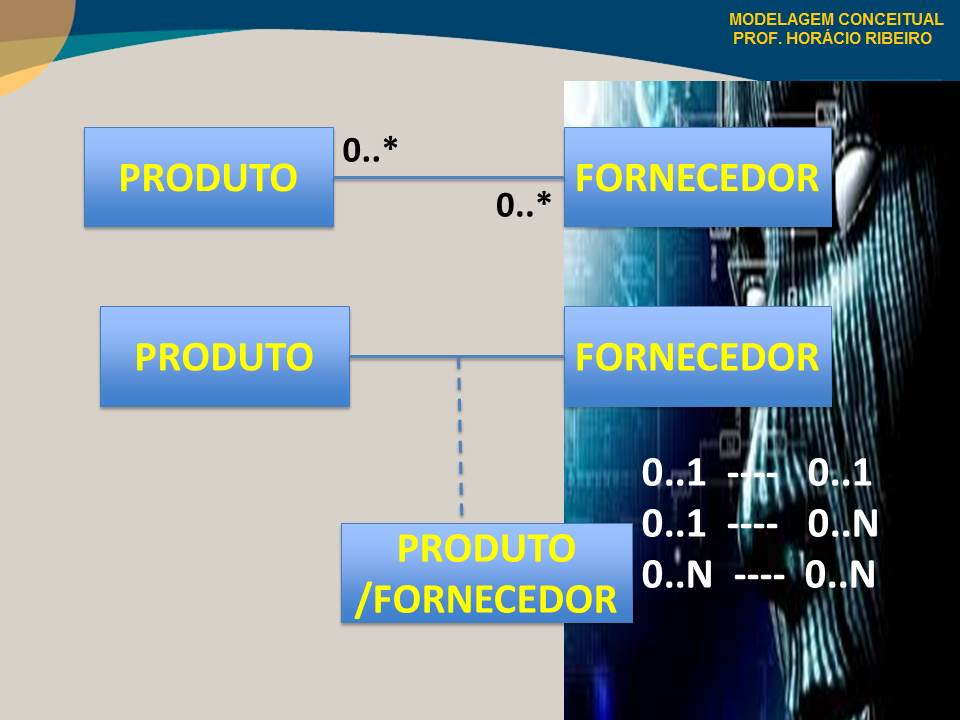 MODELAGEM CONCEITUAL
PROF. HORÁCIO RIBEIRO
PRODUTO
0..*
0..*
FORNECEDOR
PRODUTO
FORNECEDOR
PRODUTO
/FORNECEDOR
0..1 ---- 0..1
0..1 ---- 0..N
0..N ---- 0..N